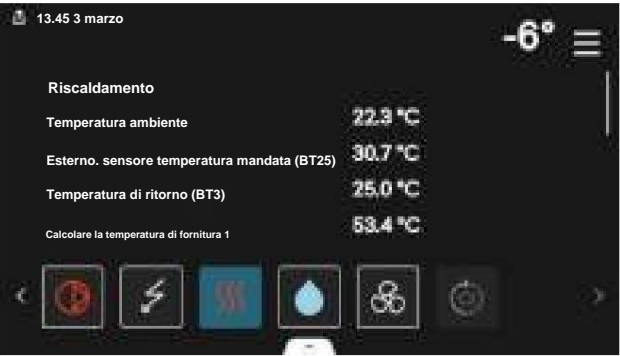 13.45 3 marzo
-6°
Riscaldamento
Temperatura ambiente 22.3 °C
Esterno. sensore temperatura mandata (BT25) 30.7 °C
Temperatura di ritorno (BT3) 25.0 °C
Calcolare la temperatura di fornitura 1 53.4 °C